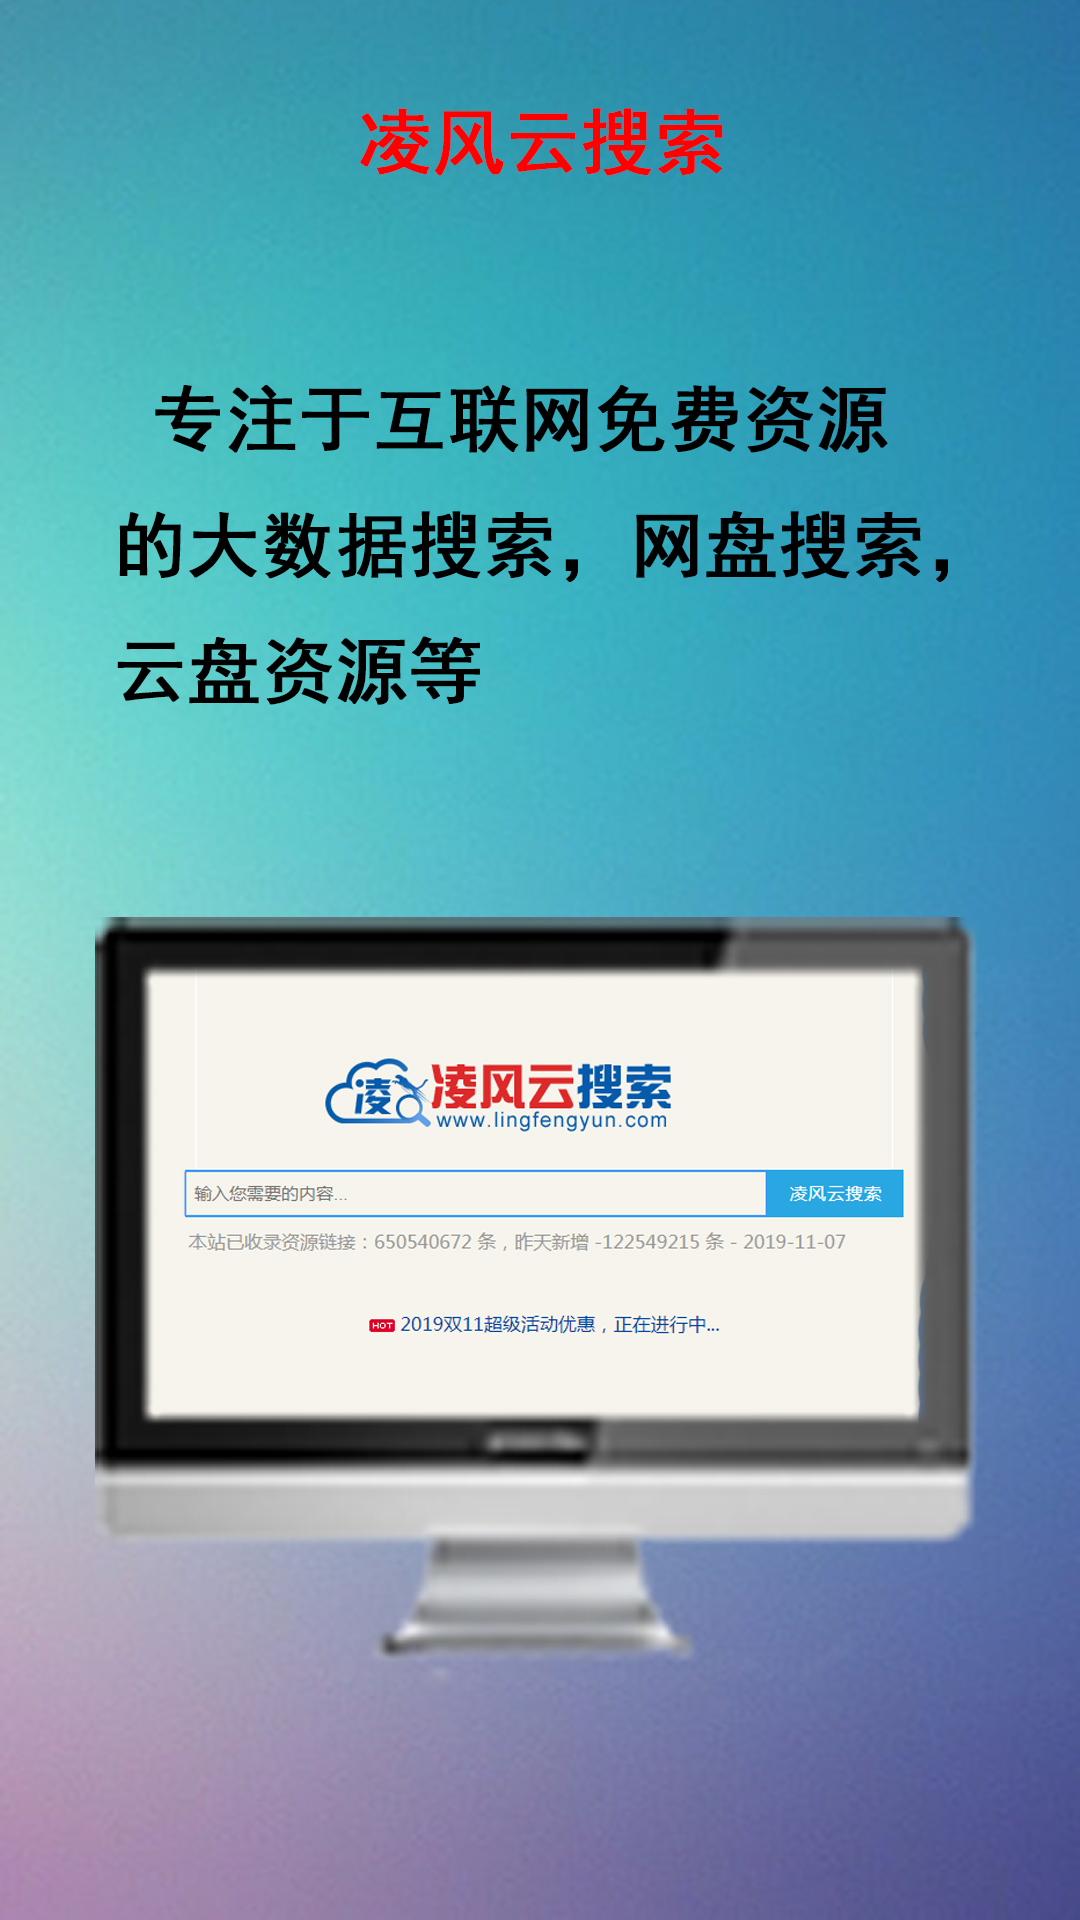 凌风云搜索
专注于互联网免费资源
的大数据搜索，网盘搜索，
云盘资源等
凌 凌风云搜索
www.lingfengyun.com
输入您需要的内容... 凌风云搜索
本站已收录资源链接：650540672 条，昨天新增 -122549215 条 - 2019-11-07
HOT 2019双11超级活动优惠，正在进行中...